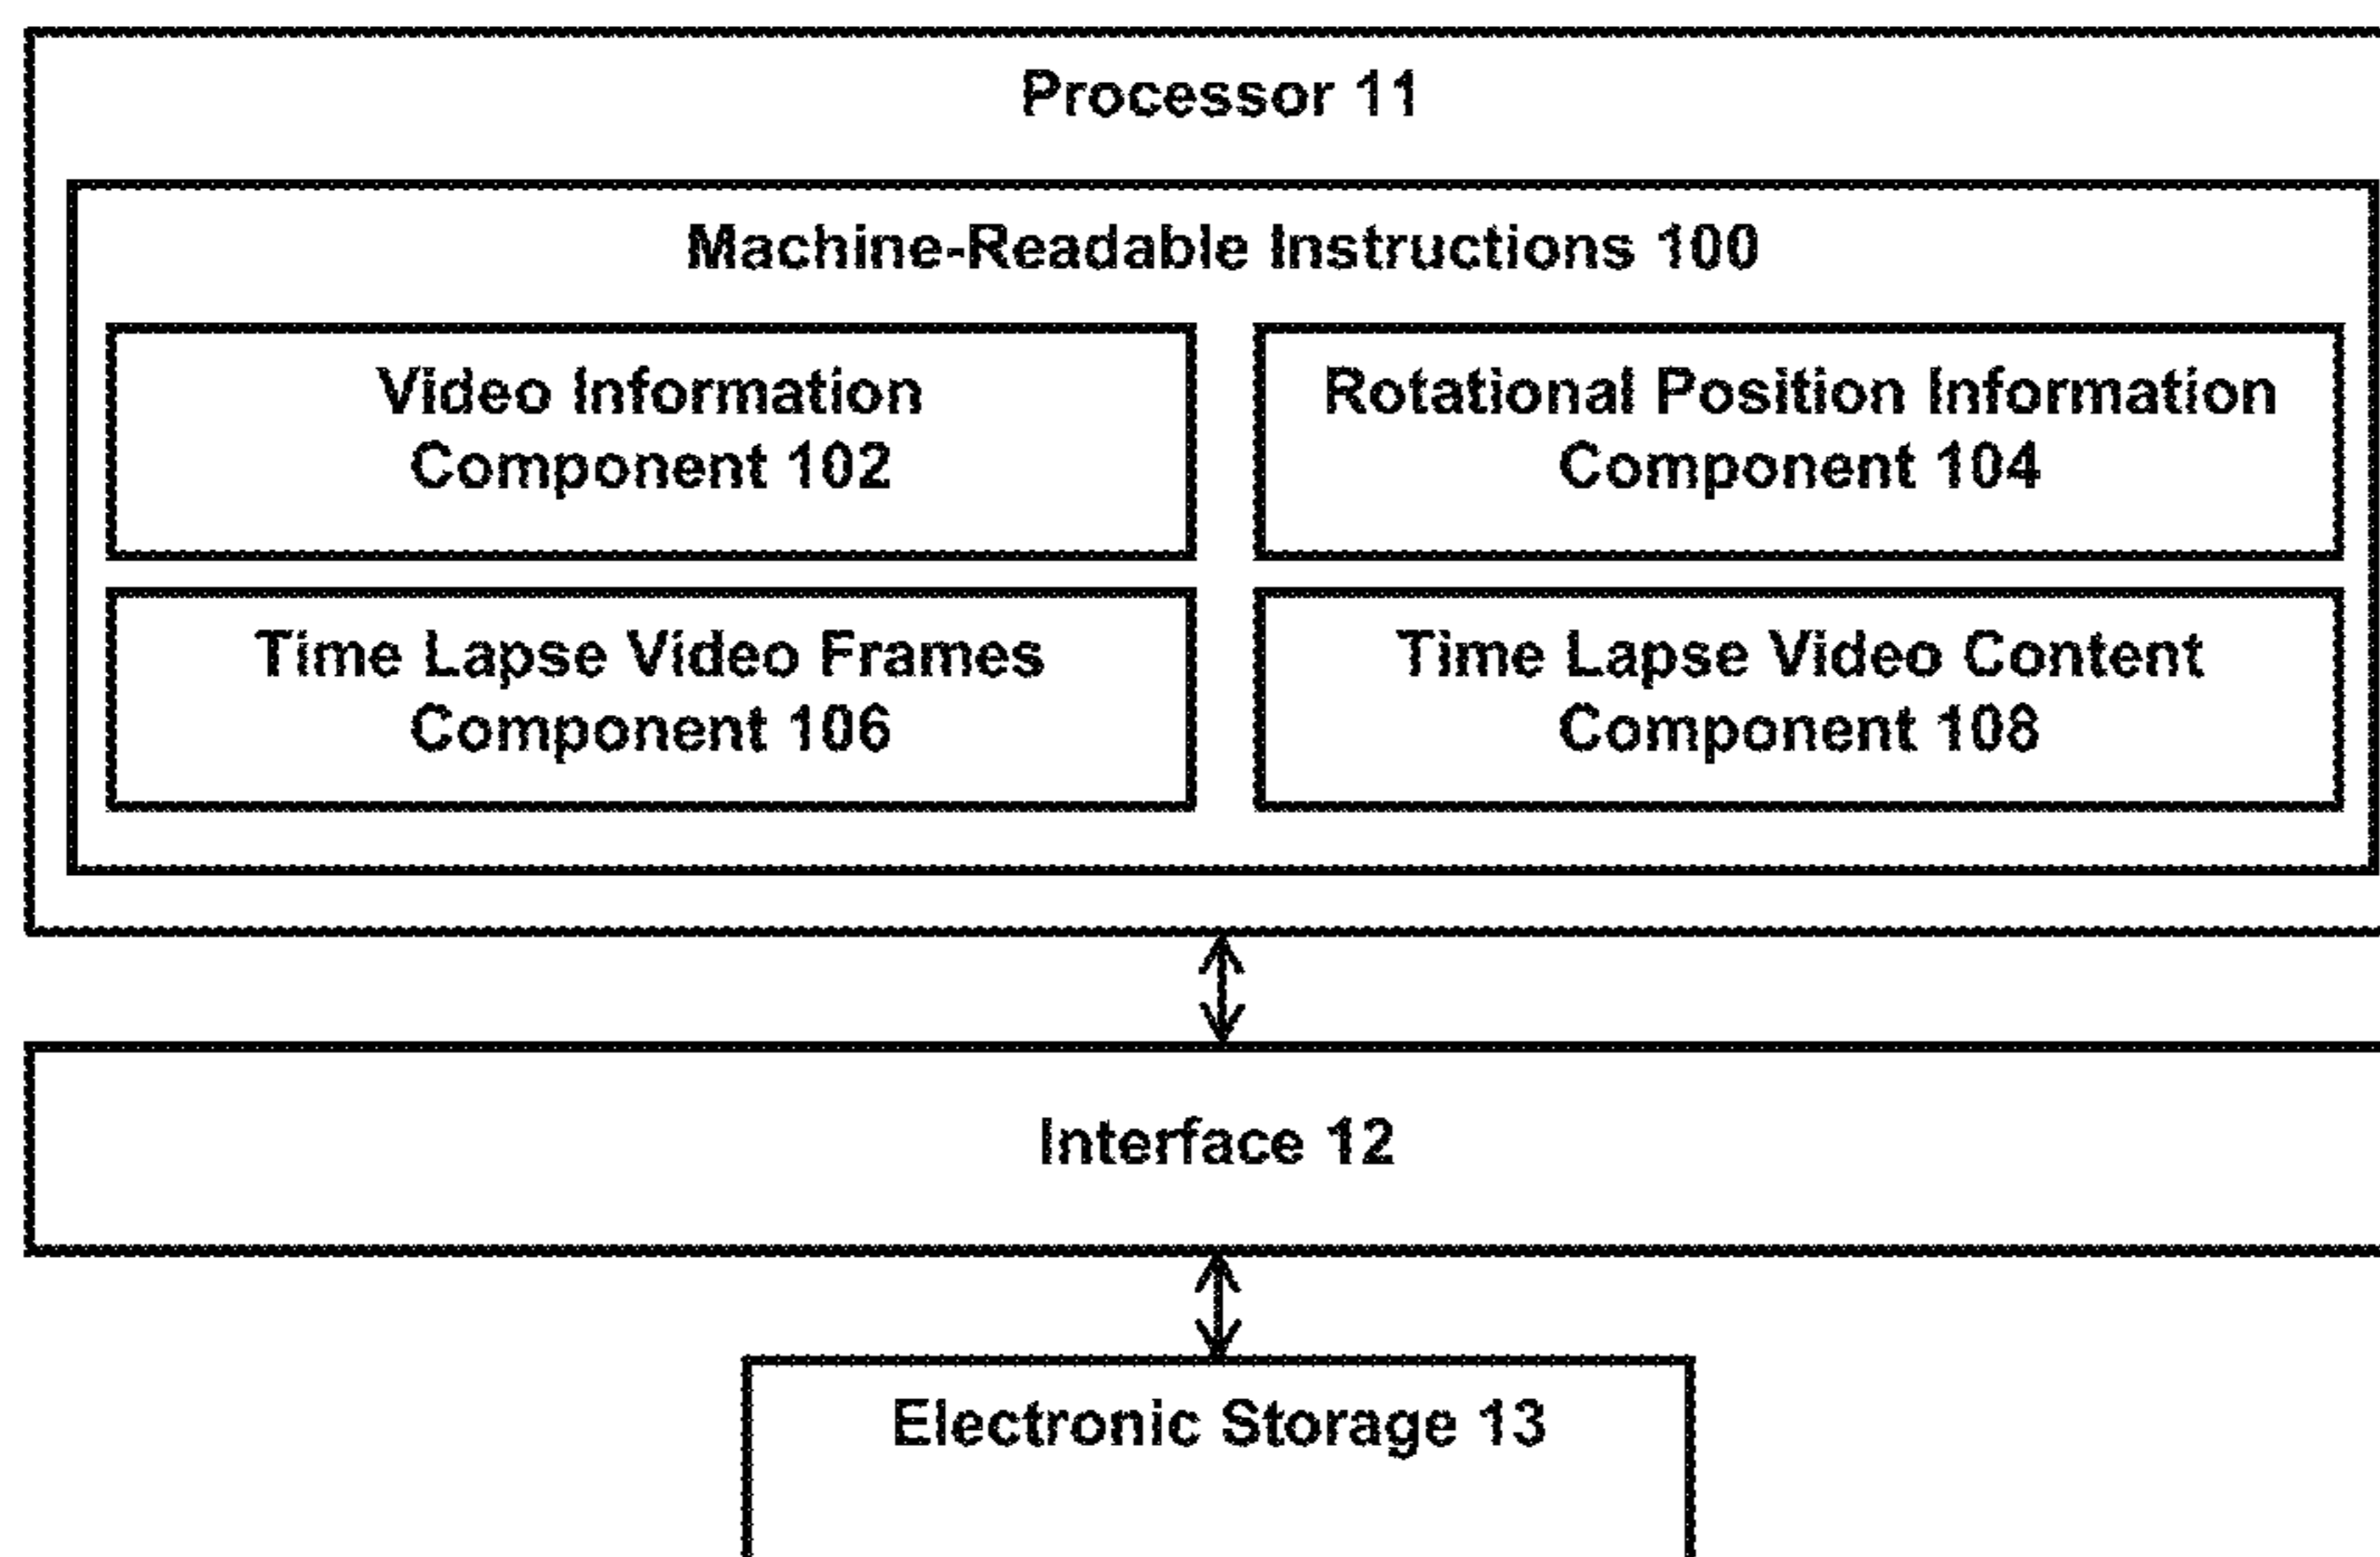 Processor 11
Machine-Readable Instructions 100
Video Information
Component 102
Rotational Position Information
Component 104
Time Lapse Video Frames
Component 106
Time Lapse Video Content
Component 108
Interface 12
Electronic Storage 13